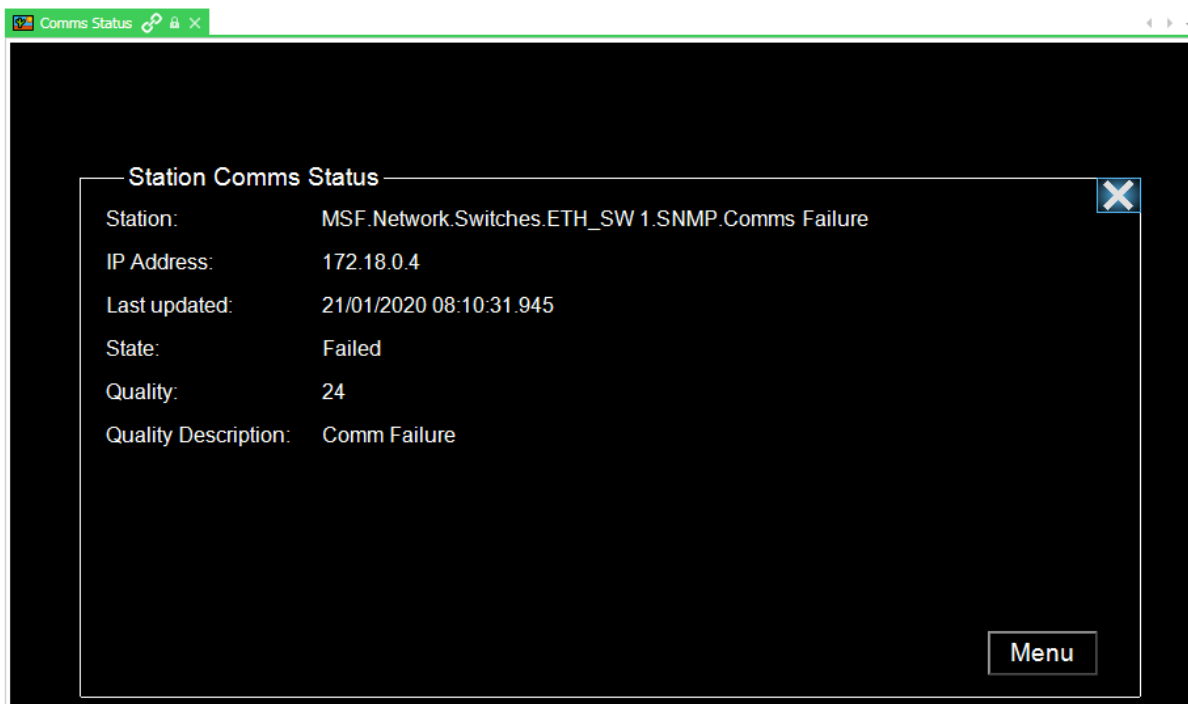 Comms Status
Station Comms Status
Station: MSF.Network.Switches.ETH_SW 1.SNMP.Comms Failure
IP Address: 172.18.0.4
Last updated: 21/01/2020 08:10:31.945
State: Failed
Quality: 24
Quality Description: Comm Failure
Menu